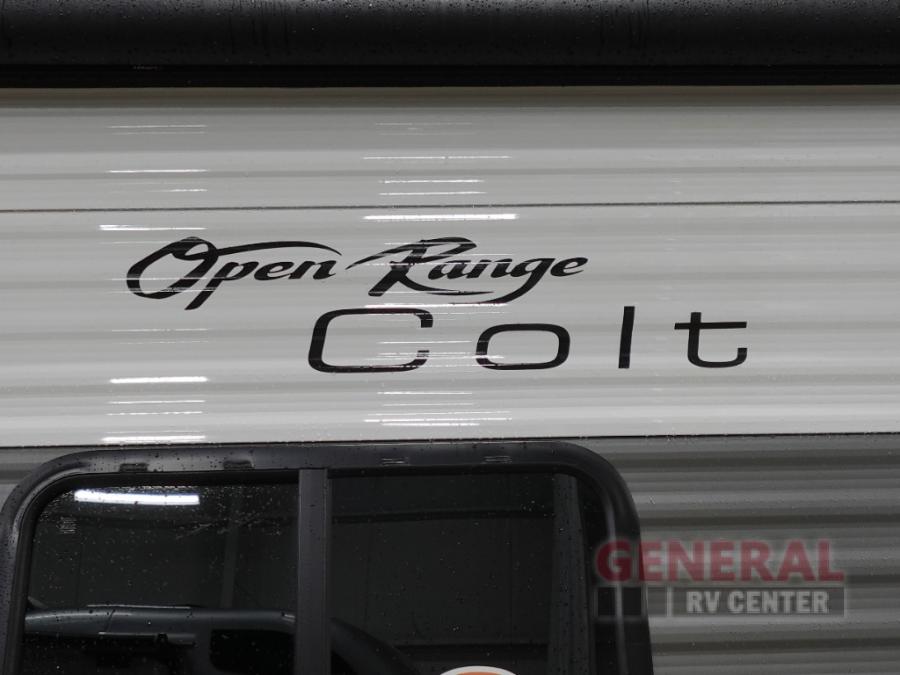 Open Range
Colt
GENERAL
RV CENTER